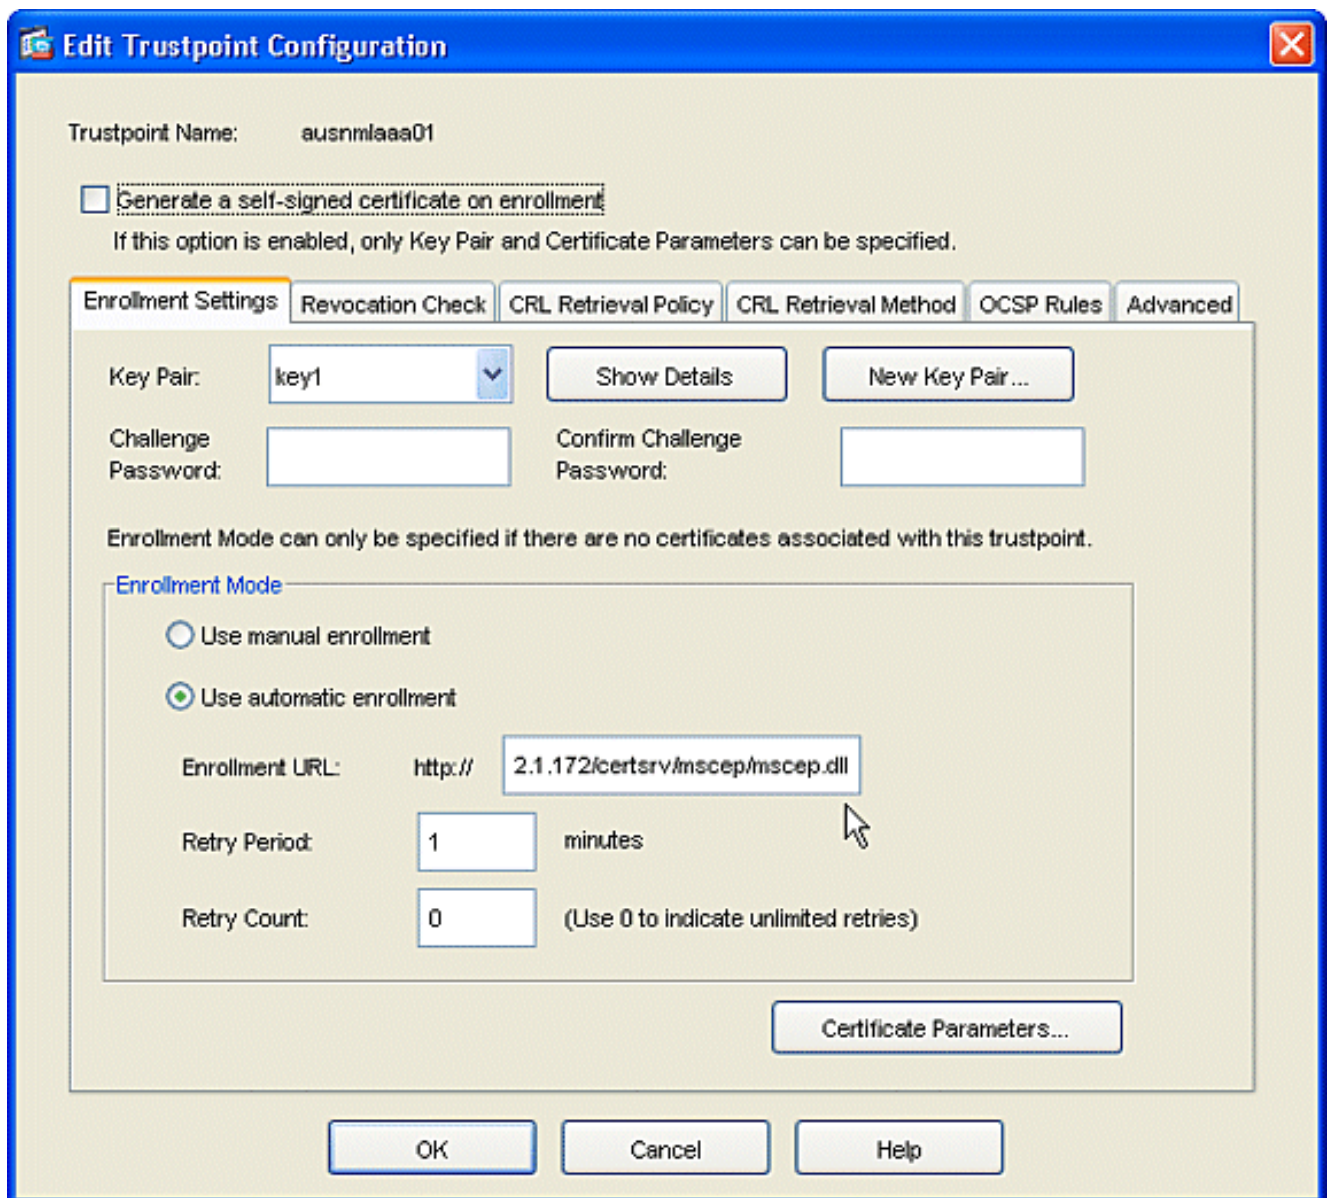 Edit Trustpoint Configuration
Trustpoint Name: ausnmlaaa01
Generate a self-signed certificate on enrollment
If this option is enabled, only Key Pair and Certificate Parameters can be specified.
Enrollment Settings Revocation Check CRL Retrieval Policy CRL Retrieval Method OCSP Rules Advanced
Key Pair: key1 Show Details New Key Pair...
Challenge Password: Confirm Challenge Password:
Enrollment Mode can only be specified if there are no certificates associated with this trustpoint.
Enrollment Mode
Use manual enrollment
Use automatic enrollment
Enrollment URL: http:// 2.1.172/certsrv/mscep/mscep.dll
Retry Period: 1 minutes
Retry Count: 0 (Use 0 to indicate unlimited retries)
Certificate Parameters...
OK Cancel Help